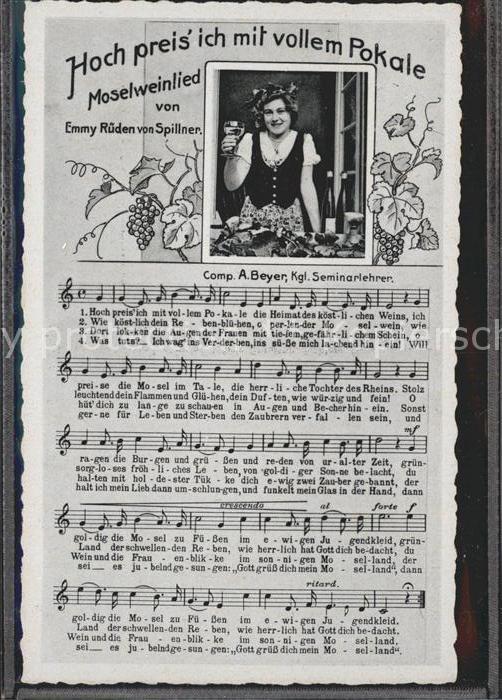 Hoch preis' ich mit vollem Pokale
Moselweinlied
von
Emmy Rüden von Spillner.
Comp. A. Beyer, Kgl. Seminarlehrer.
1. Hoch preis' ich mit vol-lem Po-ka-le die Heimat des köst-li-chen Weins, ich
2. Wie köstlich dein Re-ben-blü-hen, o per-len-der Mo-sel-wein, wie
3. Dort lok-ken die Au-gen der Frauen mit tie-fem, ge-fähr-li-chem Schein, o
4. Was tuts? Ich wag' ins Ver-der-ben, ins sü-ße mich la-chend hin-ein! Will
prei-se die Mo-sel im Ta-le, die herr-li-che Tochter des Rheins. Stolz
leuchtend dein Flammen und Glü-hen, dein Duf-ten, wie würzig und fein! O
hüt' dich zu lan-ge zu schau-en in Au-gen und Be-cher hin-ein. Sonst
ger-ne für Le-ben und Ster-ben den Zaubrern ver-fal-len sein, und
mf
ra-gen die Bur-gen und grü-ßen und re-den von ur-al-ter Zeit, grün-
sorg-lo-ses fröh-li-ches Le-ben, von gol-di-ger Son-ne be-lacht, du
hal-ten mit hol-de-ster Tük-ke dich e-wig zwei Zau-ber ge-bannt, der
halt ich mein Lieb dann um-schlun-gen, und funkelt mein Glas in der Hand, dann
crescendo al forte f
gol-dig die Mo-sel zu Fü-ßen im e-wi-gen Ju-gendkleid, grün-
Land der schwellen-den Re-ben, wie herr-lich hat Gott dich be-dacht, du
Wein und die Frau-en-blik-ke im son-ni-gen Mo-sel-land, der
sei es ju-belnd ge-sun-gen: „Gott grüß dich mein Mo-sel-land", dann
ritard.
gol-dig die Mo-sel zu Fü-ßen im e-wi-gen Ju-gendkleid.
Land der schwellen-den Re-ben, wie herr-lich hat Gott dich be-dacht.
Wein und die Frau-en-blik-ke im son-ni-gen Mo-sel-land.
sei es ju-belnd ge-sun-gen: „Gott grüß dich mein Mo-sel-land".